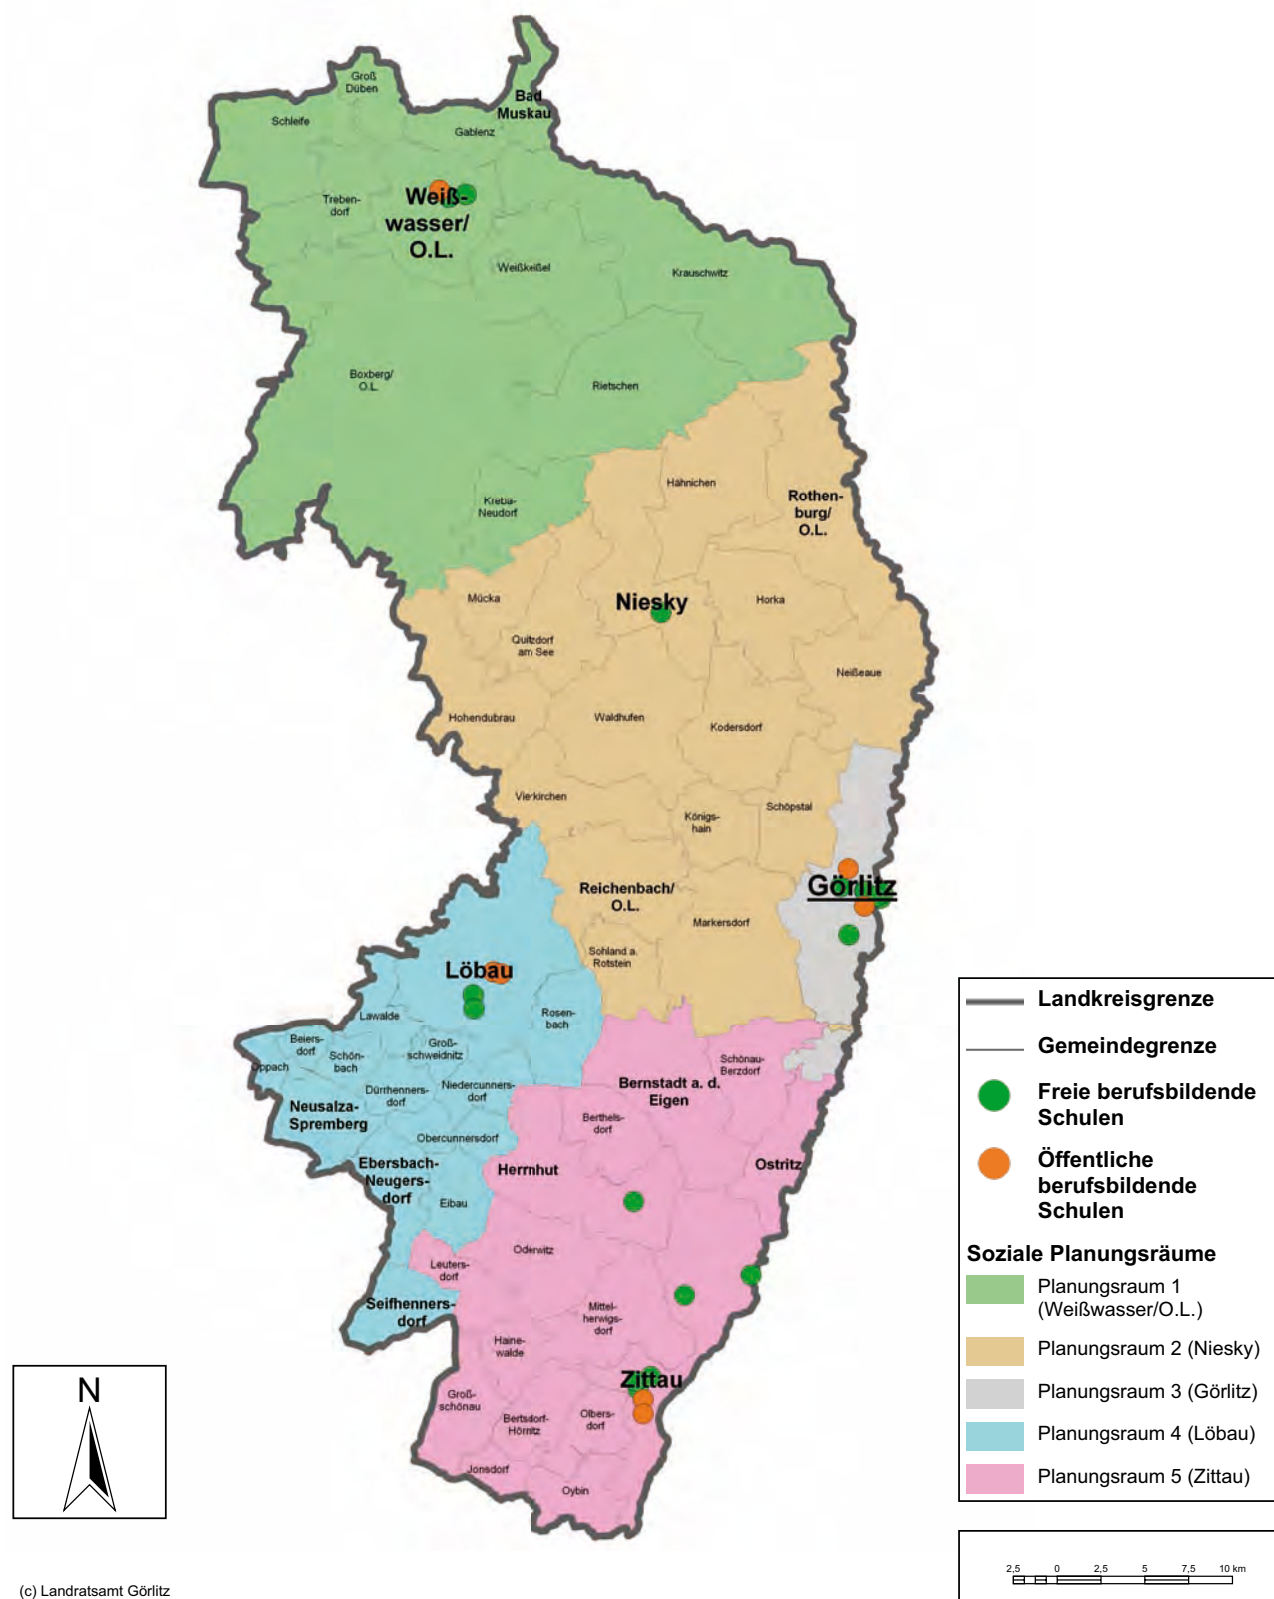 Groß
Düben
Bad
Muskau
Schleife
Gablenz
Treben-
dorf
Weiß-
wasser/
O.L.
Weißkeißel
Krauschwitz
Boxberg/
O.L.
Rietschen
Kreba-
Neudorf
Hähnichen
Rothen-
burg/
O.L.
Mücka
Niesky
Horka
Quitzdorf
am See
Neißeaue
Hohendubrau
Waldhufen
Kodersdorf
Vierkirchen
Königs-
hain
Schöpstal
Reichenbach/
O.L.
Görlitz
Markersdorf
Sohland a.
Rotstein
Löbau
Lawalde
Rosen-
bach
Beiers-
dorf
Schön-
bach
Groß-
schweidnitz
Oppach
Dürrhenners-
dorf
Niedercunners-
dorf
Schönau-
Berzdorf
Bernstadt a. d.
Eigen
Neusalza-
Spremberg
Berthels-
dorf
Obercunnersdorf
Ebersbach-
Neugers-
dorf
Herrnhut
Ostritz
Eibau
Oderwitz
Leuters-
dorf
Seifhenners-
dorf
Mittel-
herwigs-
dorf
Haine-
walde
Zittau
Groß-
schönau
Bertsdorf-
Hörnitz
Olbers-
dorf
Jonsdorf
Oybin
Landkreisgrenze
Gemeindegrenze
Freie berufsbildende
Schulen
Öffentliche
berufsbildende
Schulen
Soziale Planungsräume
Planungsraum 1
(Weißwasser/O.L.)
Planungsraum 2 (Niesky)
Planungsraum 3 (Görlitz)
Planungsraum 4 (Löbau)
Planungsraum 5 (Zittau)
N
2,5 0 2,5 5 7,5 10 km
(c) Landratsamt Görlitz